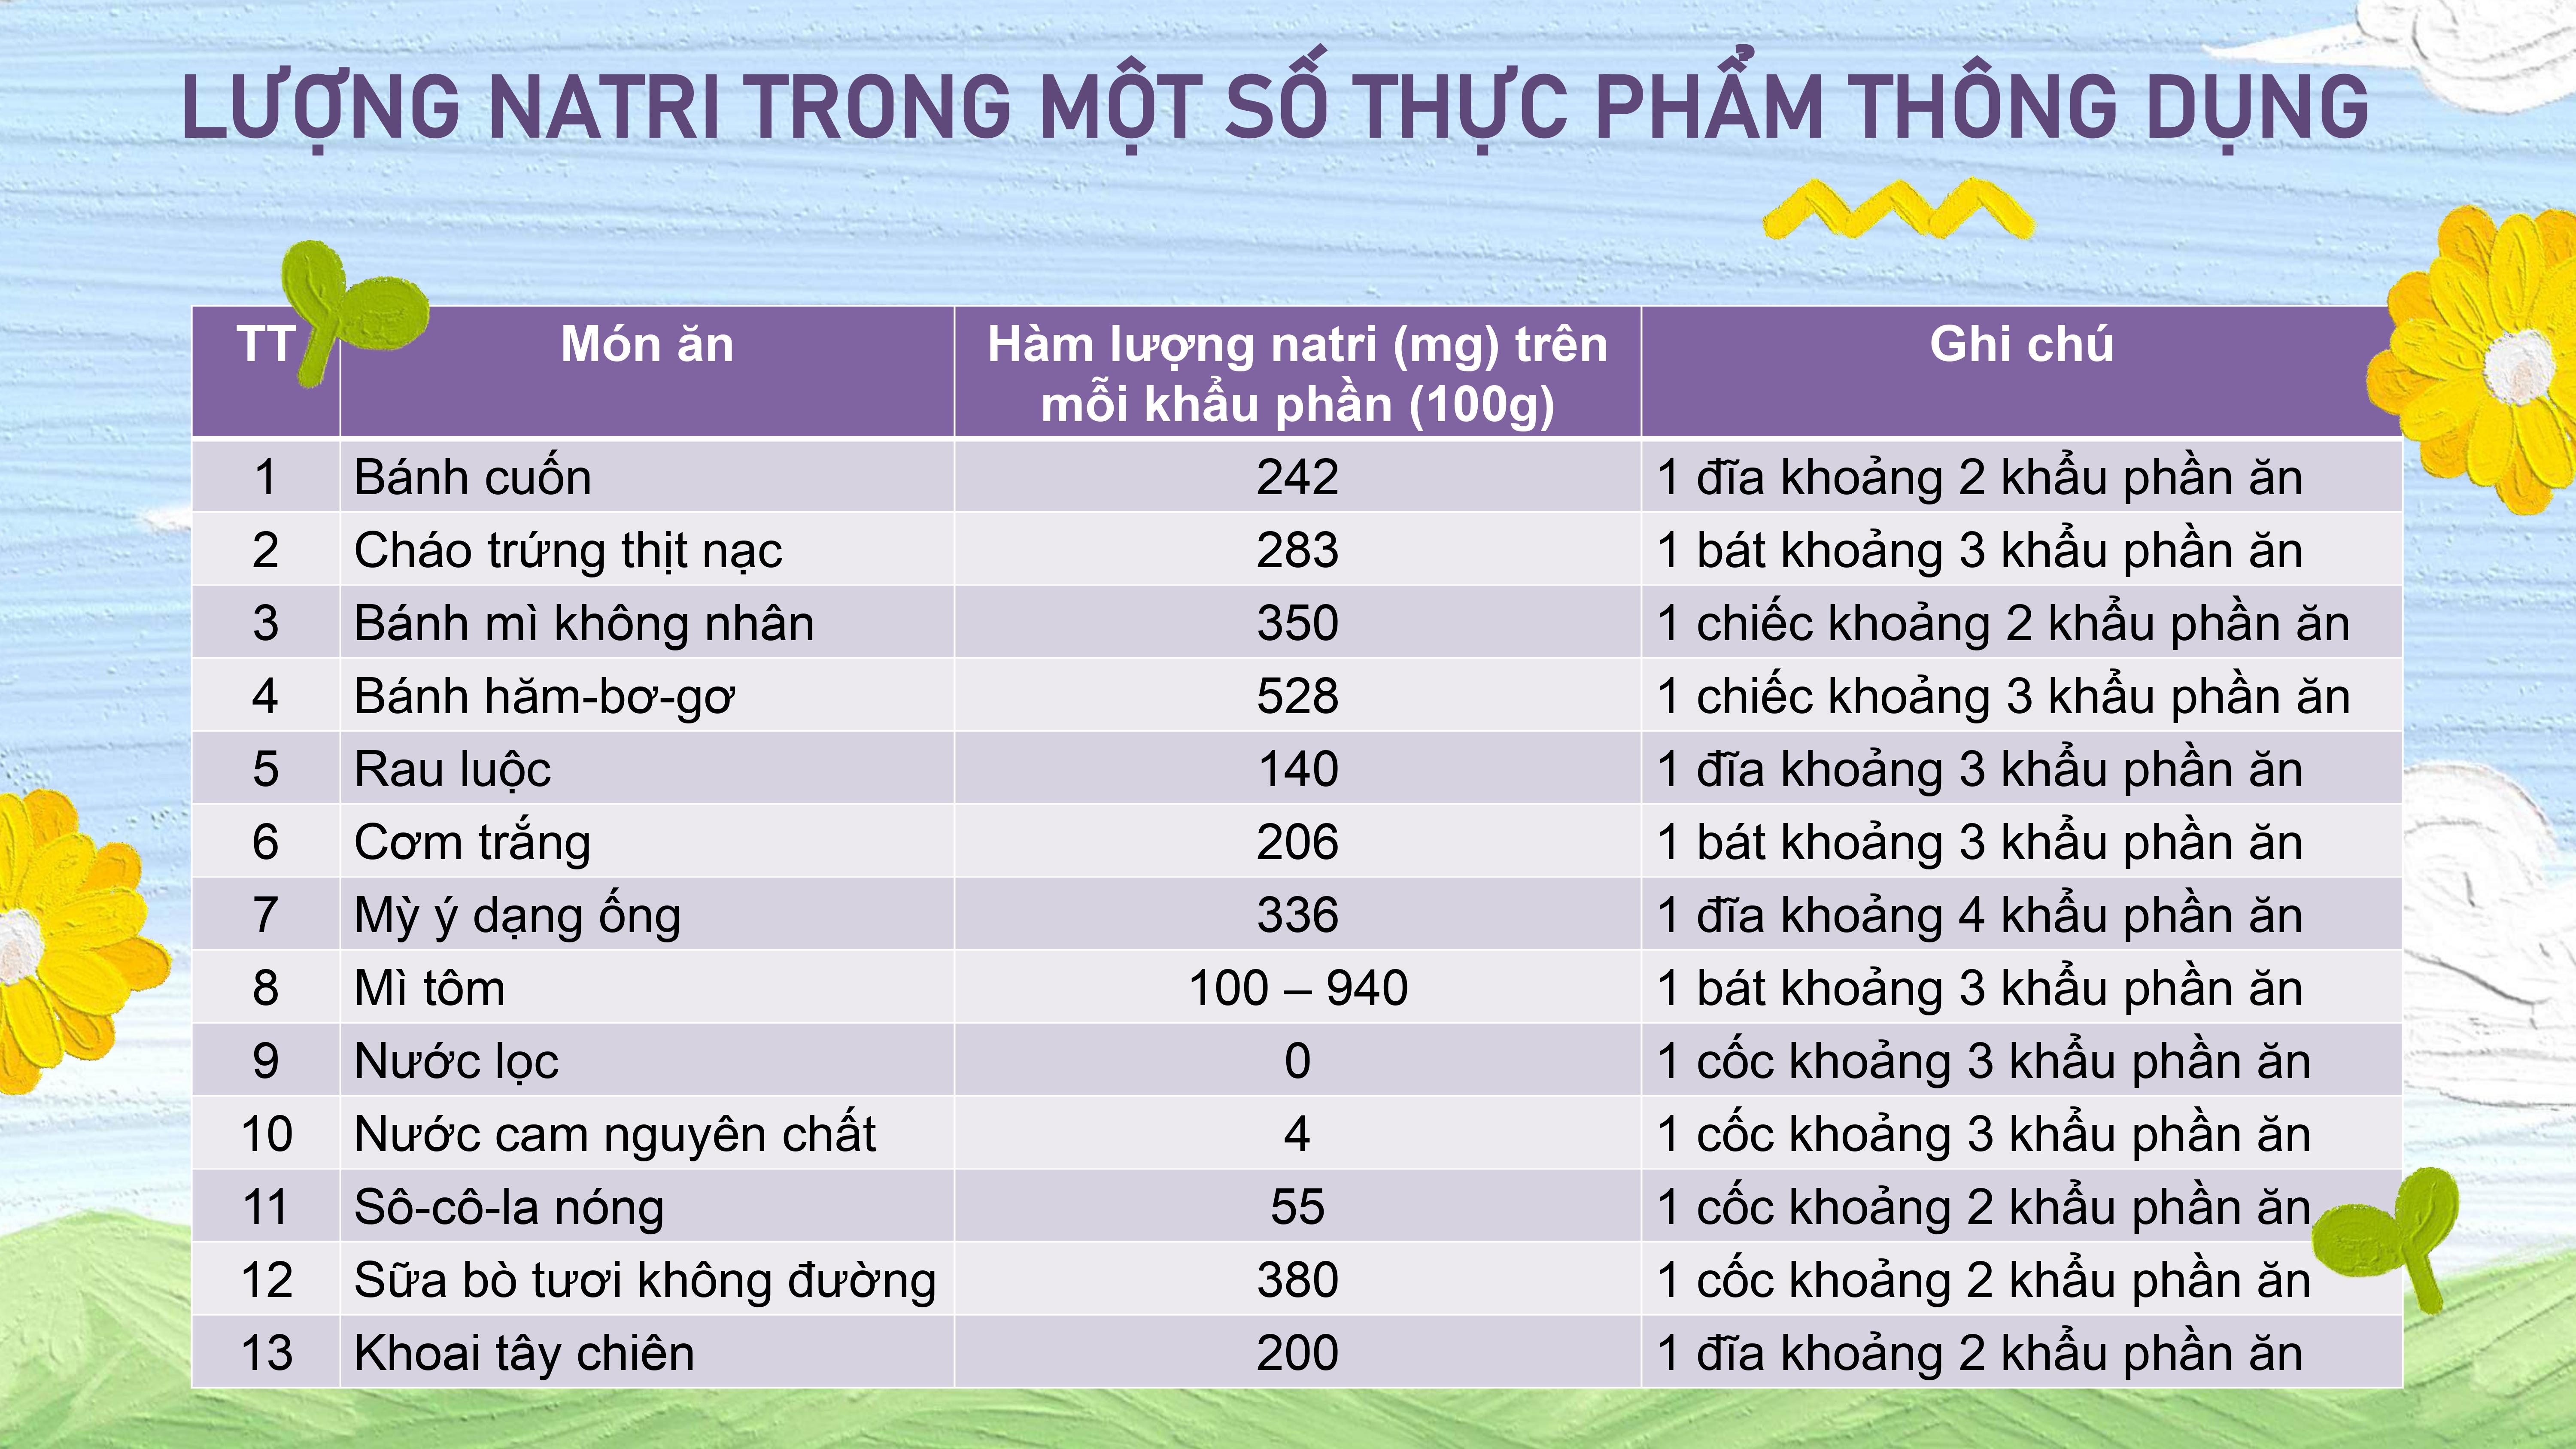 LƯỢNG NATRI TRONG MỘT SỐ THỰC PHẨM THÔNG DỤNG
TT Món ăn Hàm lượng natri (mg) trên Ghi chú
mỗi khẩu phần (100g)
1 Bánh cuốn 242 1 đĩa khoảng 2 khẩu phần ăn
2 Cháo trứng thịt nạc 283 1 bát khoảng 3 khẩu phần ăn
3 Bánh mì không nhân 350 1 chiếc khoảng 2 khẩu phần ăn
4 Bánh hăm-bơ-gơ 528 1 chiếc khoảng 3 khẩu phần ăn
5 Rau luộc 140 1 đĩa khoảng 3 khẩu phần ăn
6 Cơm trắng 206 1 bát khoảng 3 khẩu phần ăn
7 Mỳ ý dạng ống 336 1 đĩa khoảng 4 khẩu phần ăn
8 Mì tôm 100 – 940 1 bát khoảng 3 khẩu phần ăn
9 Nước lọc 0 1 cốc khoảng 3 khẩu phần ăn
10 Nước cam nguyên chất 4 1 cốc khoảng 3 khẩu phần ăn
11 Sô-cô-la nóng 55 1 cốc khoảng 2 khẩu phần ăn
12 Sữa bò tươi không đường 380 1 cốc khoảng 2 khẩu phần ăn
13 Khoai tây chiên 200 1 đĩa khoảng 2 khẩu phần ăn